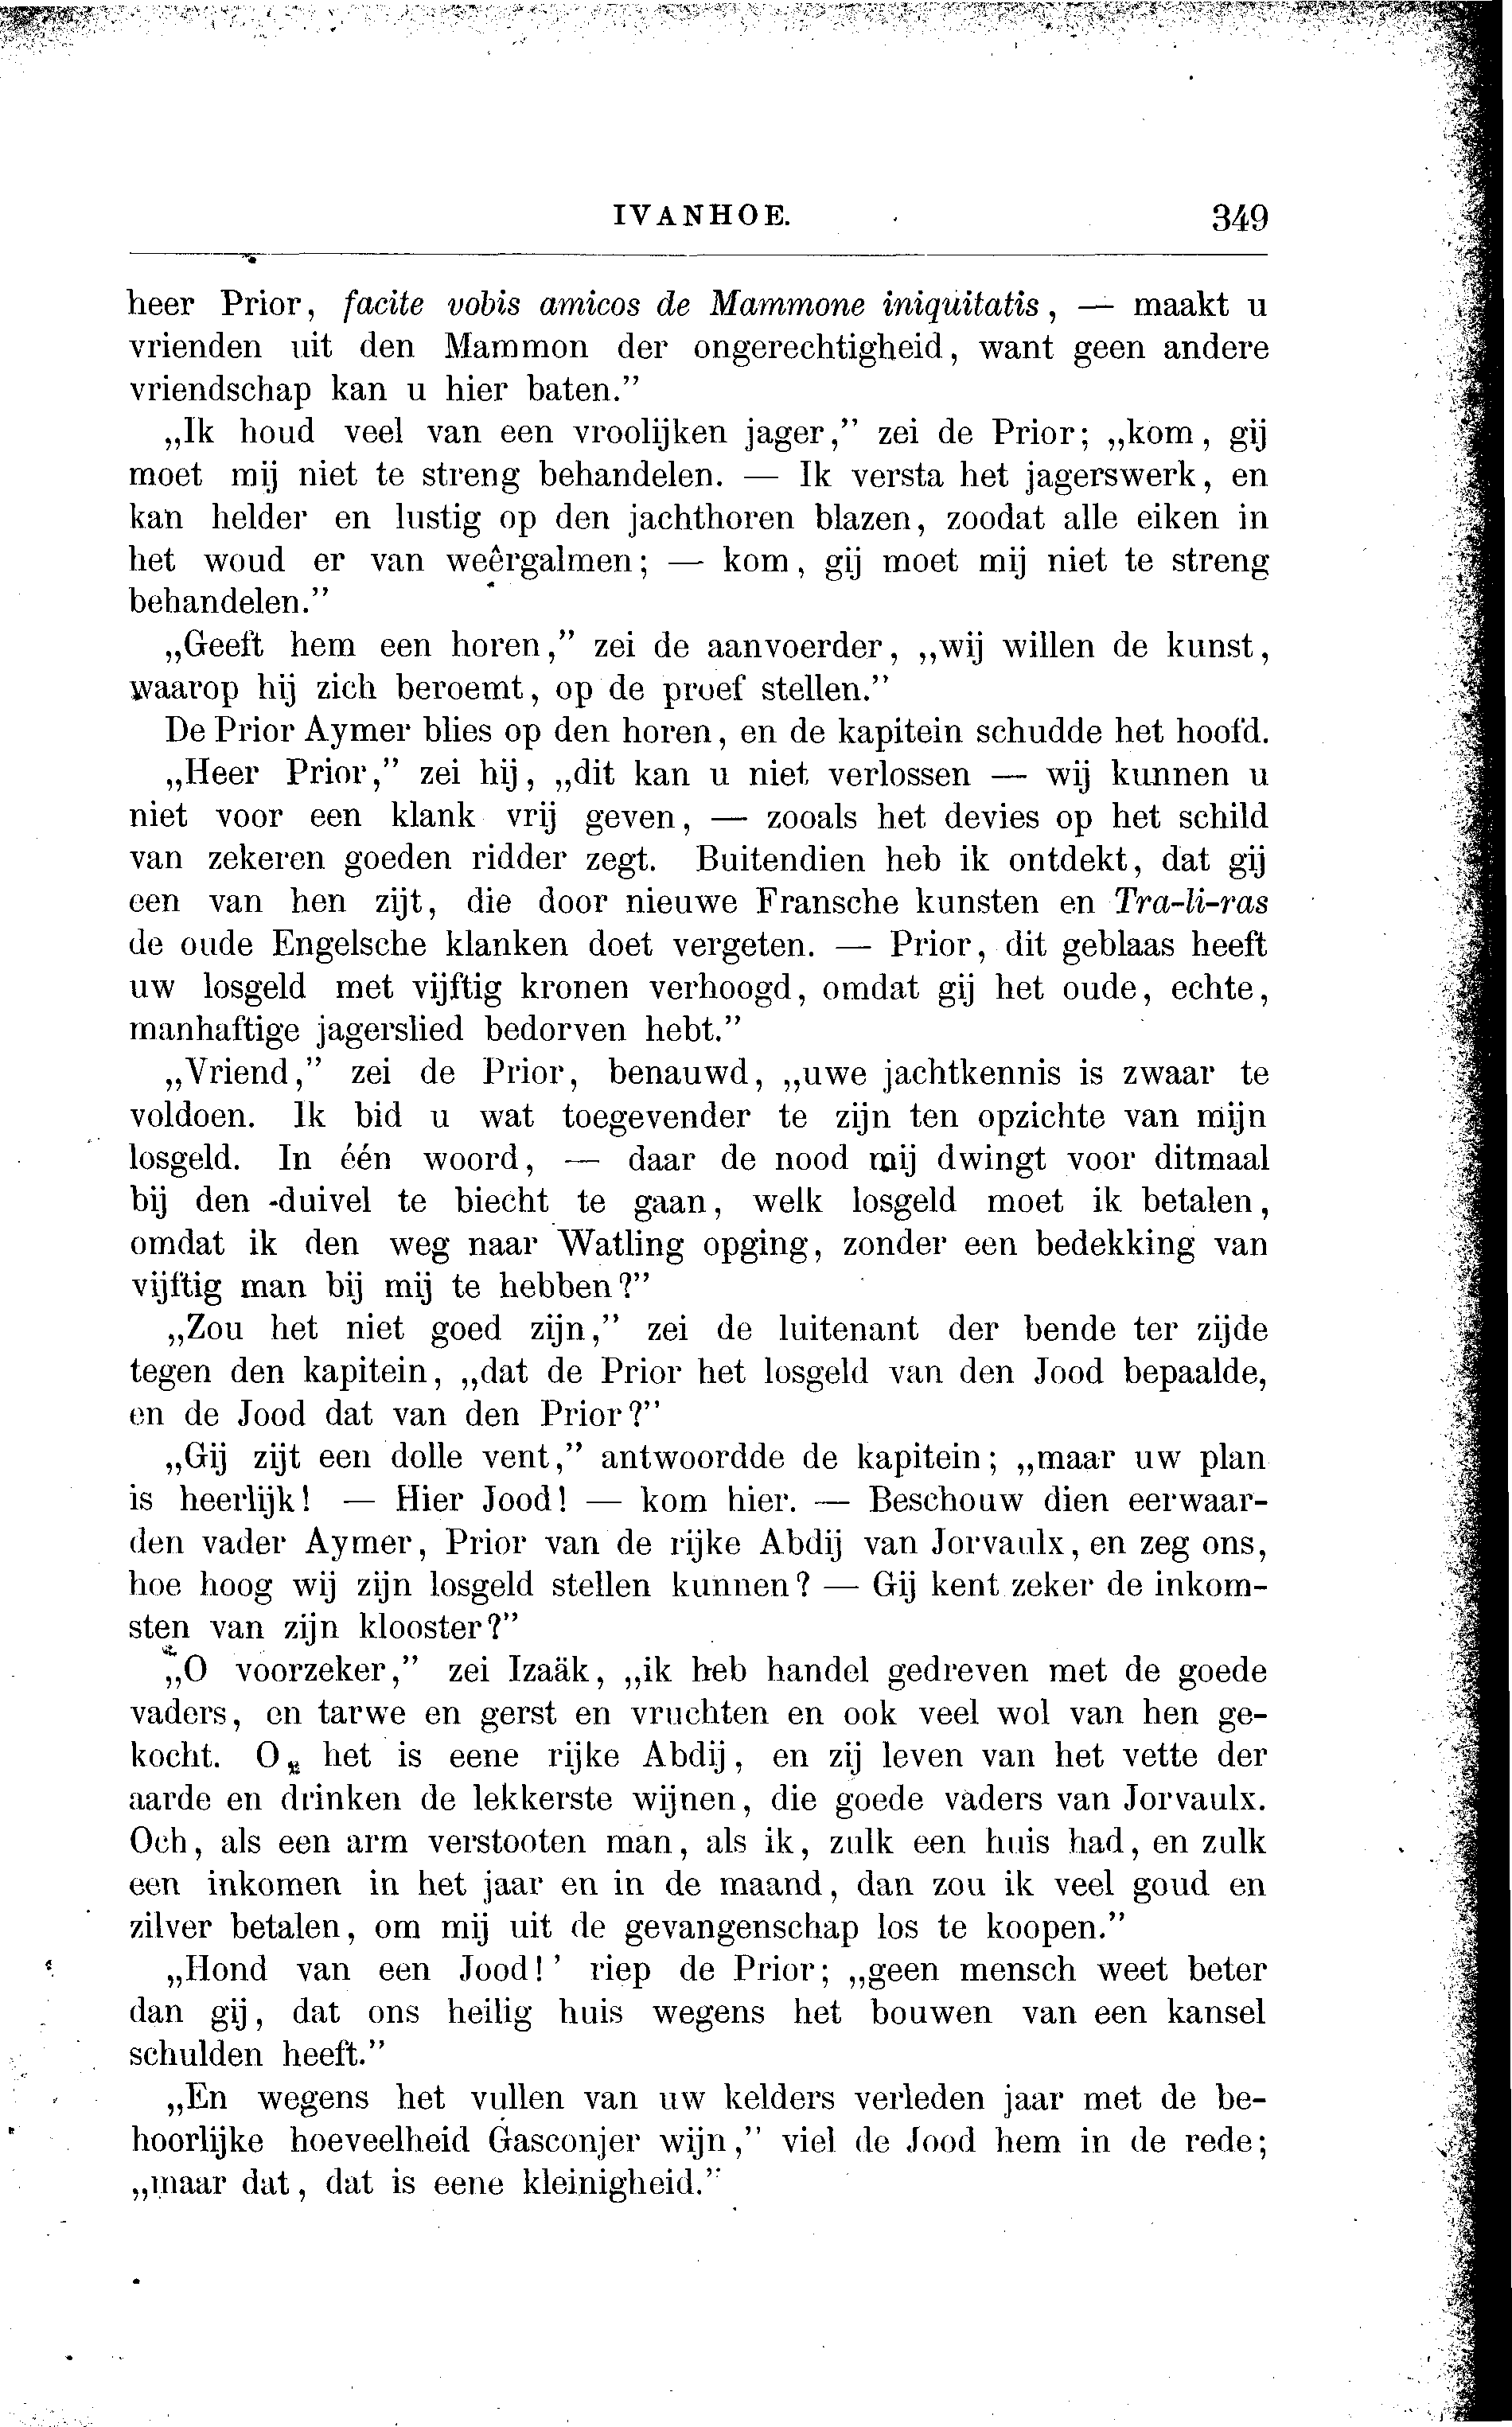 IVANHOE. 349
heer Prior, facite vobis amicos de Mammone iniquitatis, — maakt u
vrienden uit den Mammon der ongerechtigheid, want geen andere
vriendschap kan u hier baten.”
„Ik houd veel van een vroolijken jager,” zei de Prior; „kom, gij
moet mij niet te streng behandelen. — Ik versta het jagerswerk, en
kan helder en lustig op den jachthoren blazen, zoodat alle eiken in
het woud er van weêrgalmen; — kom, gij moet mij niet te streng
behandelen.”
„Geeft hem een horen,” zei de aanvoerder, „wij willen de kunst,
waarop hij zich beroemt, op de proef stellen.”
De Prior Aymer blies op den horen, en de kapitein schudde het hoofd.
„Heer Prior,” zei hij, „dit kan u niet verlossen — wij kunnen u
niet voor een klank vrij geven, — zooals het devies op het schild
van zekeren goeden ridder zegt. Buitendien heb ik ontdekt, dat gij
een van hen zijt, die door nieuwe Fransche kunsten en Tra-li-ras
de oude Engelsche klanken doet vergeten. — Prior, dit geblaas heeft
uw losgeld met vijftig kronen verhoogd, omdat gij het oude, echte,
manhaftige jagerslied bedorven hebt.”
„Vriend,” zei de Prior, benauwd, „uwe jachtkennis is zwaar te
voldoen. Ik bid u wat toegevender te zijn ten opzichte van mijn
losgeld. In één woord, — daar de nood mij dwingt voor ditmaal
bij den duivel te biecht te gaan, welk losgeld moet ik betalen,
omdat ik den weg naar Watling opging, zonder een bedekking van
vijftig man bij mij te hebben?”
„Zou het niet goed zijn,” zei de luitenant der bende ter zijde
tegen den kapitein, „dat de Prior het losgeld van den Jood bepaalde,
en de Jood dat van den Prior?”
„Gij zijt een dolle vent,” antwoordde de kapitein; „maar uw plan
is heerlijk! — Hier Jood! — kom hier. — Beschouw dien eerwaar-
den vader Aymer, Prior van de rijke Abdij van Jorvaulx, en zeg ons,
hoe hoog wij zijn losgeld stellen kunnen? — Gij kent zeker de inkom-
sten van zijn klooster?”
„O voorzeker,” zei Izaäk, „ik heb handel gedreven met de goede
vaders, en tarwe en gerst en vruchten en ook veel wol van hen ge-
kocht. O, het is eene rijke Abdij, en zij leven van het vette der
aarde en drinken de lekkerste wijnen, die goede vaders van Jorvaulx.
Och, als een arm verstooten man, als ik, zulk een huis had, en zulk
een inkomen in het jaar en in de maand, dan zou ik veel goud en
zilver betalen, om mij uit de gevangenschap los te koopen.”
„Hond van een Jood!’ riep de Prior; „geen mensch weet beter
dan gij, dat ons heilig huis wegens het bouwen van een kansel
schulden heeft.”
„En wegens het vullen van uw kelders verleden jaar met de be-
hoorlijke hoeveelheid Gasconjer wijn,” viel de Jood hem in de rede;
„maar dat, dat is eene kleinigheid.”